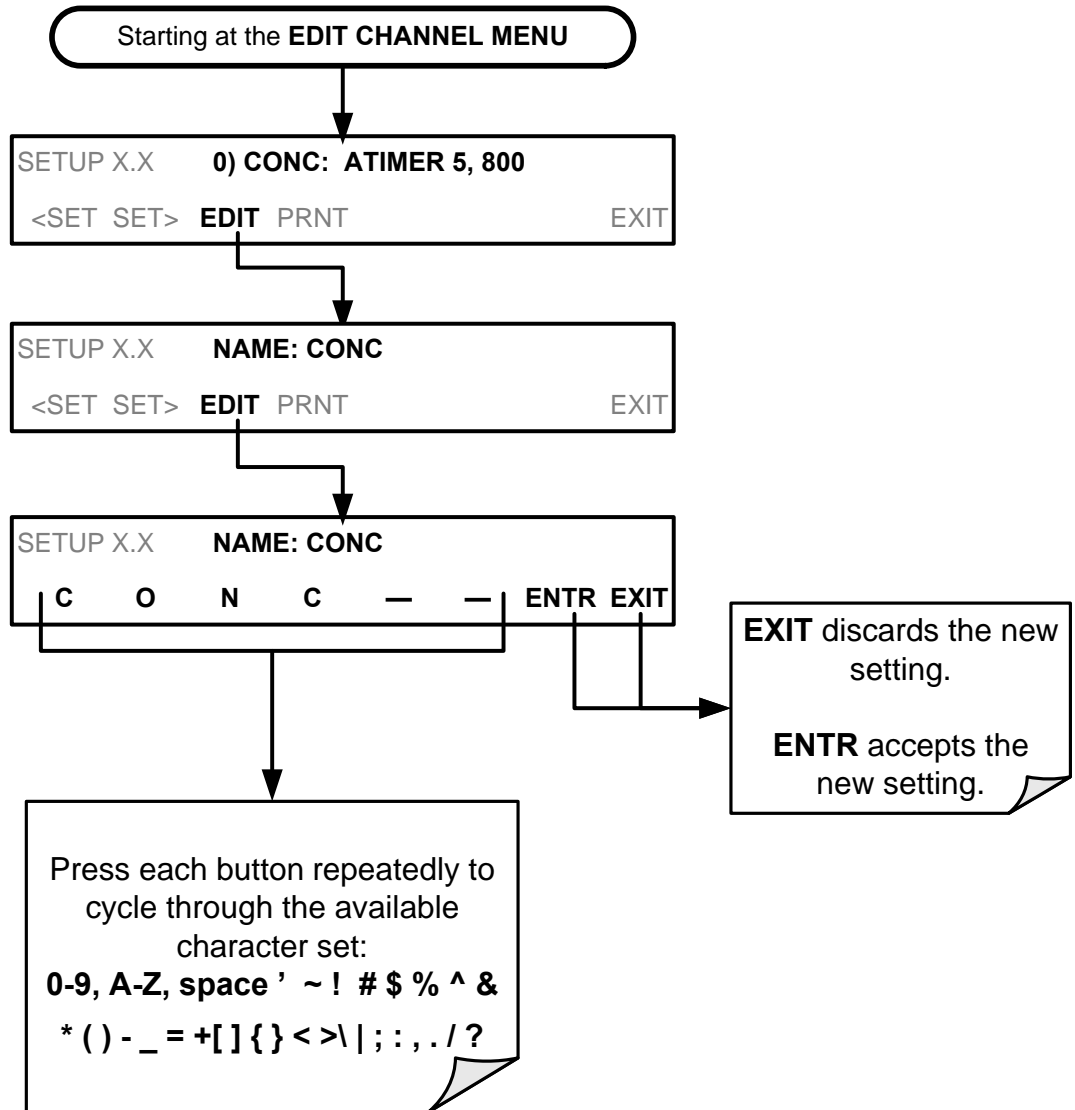 Starting at the EDIT CHANNEL MENU
SETUP X.X 0) CONC: ATIMER 5, 800
<SET SET> EDIT PRNT EXIT
SETUP X.X NAME: CONC
<SET SET> EDIT PRNT EXIT
SETUP X.X NAME: CONC
C O N C — — ENTR EXIT
EXIT discards the new
setting.
ENTR accepts the
new setting.
Press each button repeatedly to
cycle through the available
character set:
0-9, A-Z, space ’ ~ ! # $ % ^ &
* ( ) - _ = +[ ] { } < >\ | ; : , . / ?